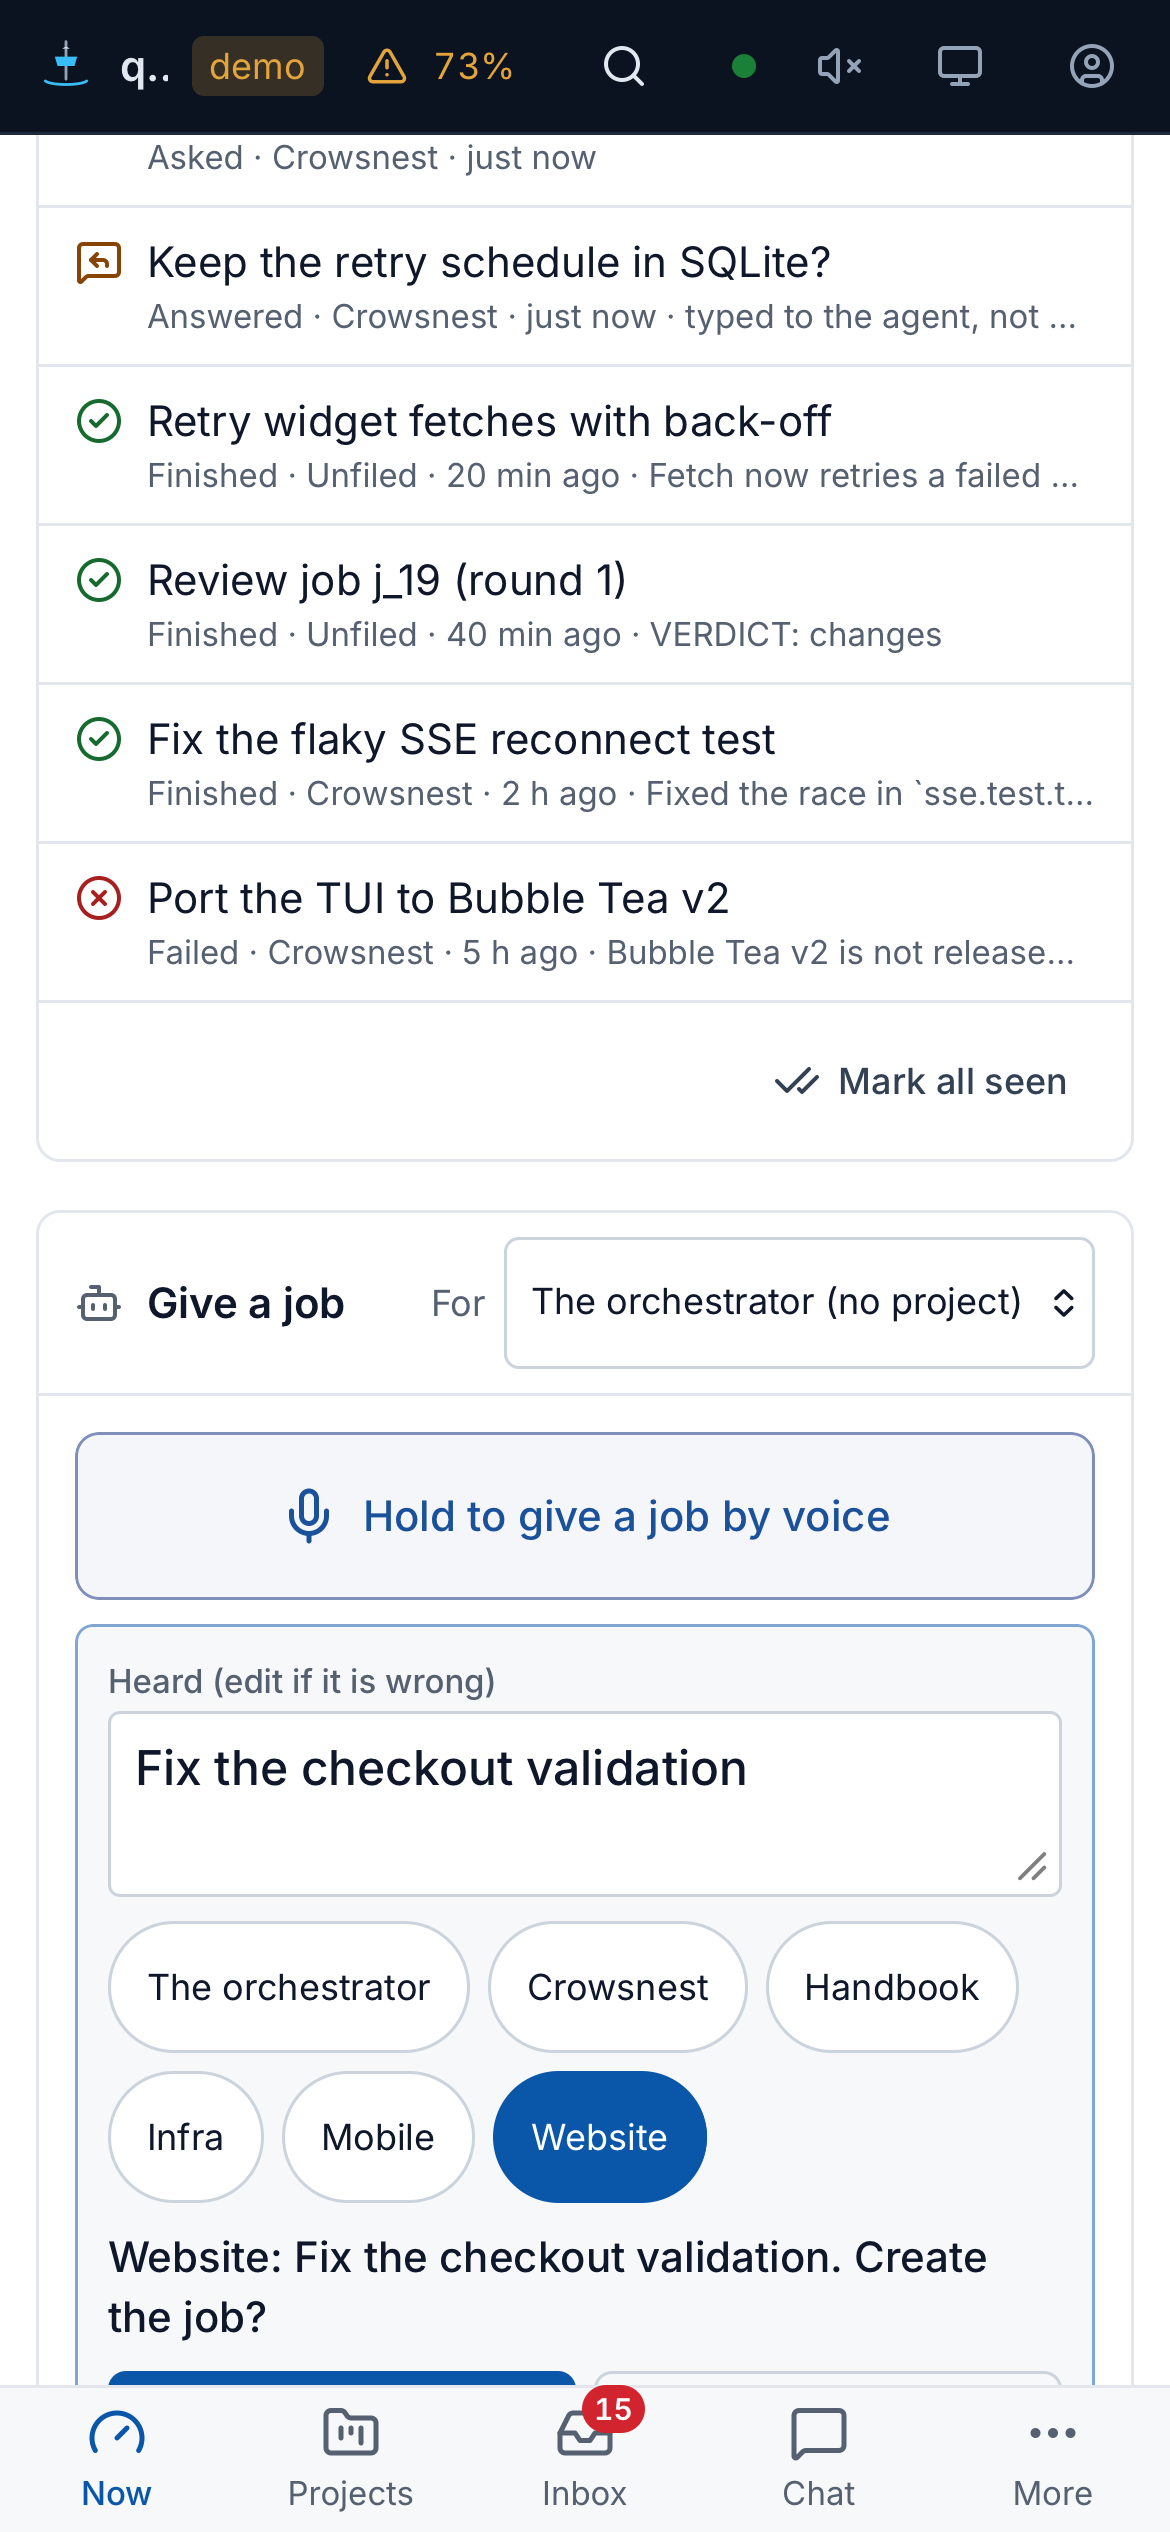 q..
demo
73%
Asked · Crowsnest · just now
Keep the retry schedule in SQLite?
Answered · Crowsnest · just now · typed to the agent, not ...
Retry widget fetches with back-off
Finished · Unfiled · 20 min ago · Fetch now retries a failed ...
Review job j_19 (round 1)
Finished · Unfiled · 40 min ago · VERDICT: changes
Fix the flaky SSE reconnect test
Finished · Crowsnest · 2 h ago · Fixed the race in `sse.test.t...
Port the TUI to Bubble Tea v2
Failed · Crowsnest · 5 h ago · Bubble Tea v2 is not release...
Mark all seen
Give a job
For
The orchestrator (no project)
Hold to give a job by voice
Heard (edit if it is wrong)
Fix the checkout validation
The orchestrator
Crowsnest
Handbook
Infra
Mobile
Website
Website: Fix the checkout validation. Create
the job?
15
Now
Projects
Inbox
Chat
More